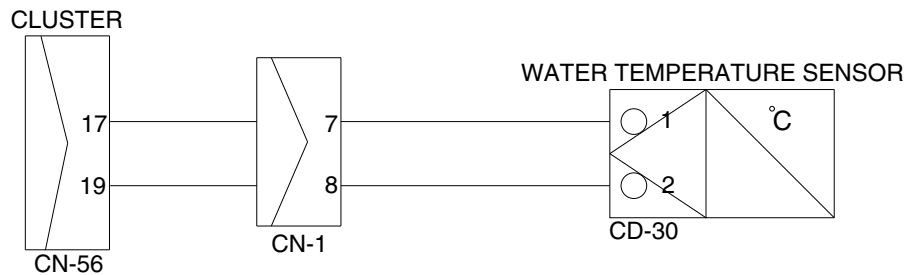 CLUSTER
WATER TEMPERATURE SENSOR
17 7 1 °C
19 8 2
CN-56
CN-1
CD-30